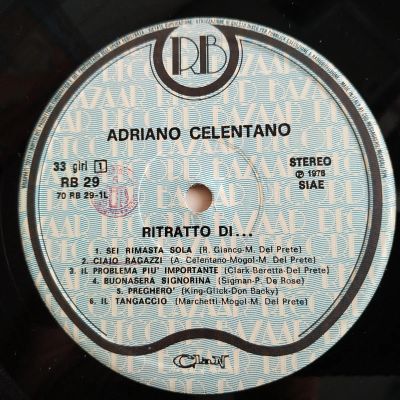 RB
ADRIANO CELENTANO
33 giri 1
RB 29
70 RB 29-1L
STEREO
℗ 1978
SIAE
RITRATTO DI...
1. SEI RIMASTA SOLA (R. Gianco-M. Del Prete)
2. CIAIO RAGAZZI (A. Celentano-Mogol-M. Del Prete)
3. IL PROBLEMA PIU' IMPORTANTE (Clark-Beretta-Del Prete)
4. BUONASERA SIGNORINA (Sigman-P. De Rose)
5. PREGHERO' (King-Glick-Don Backy)
6. IL TANGACCIO (Marchetti-Mogol-M. Del Prete)
CLAN